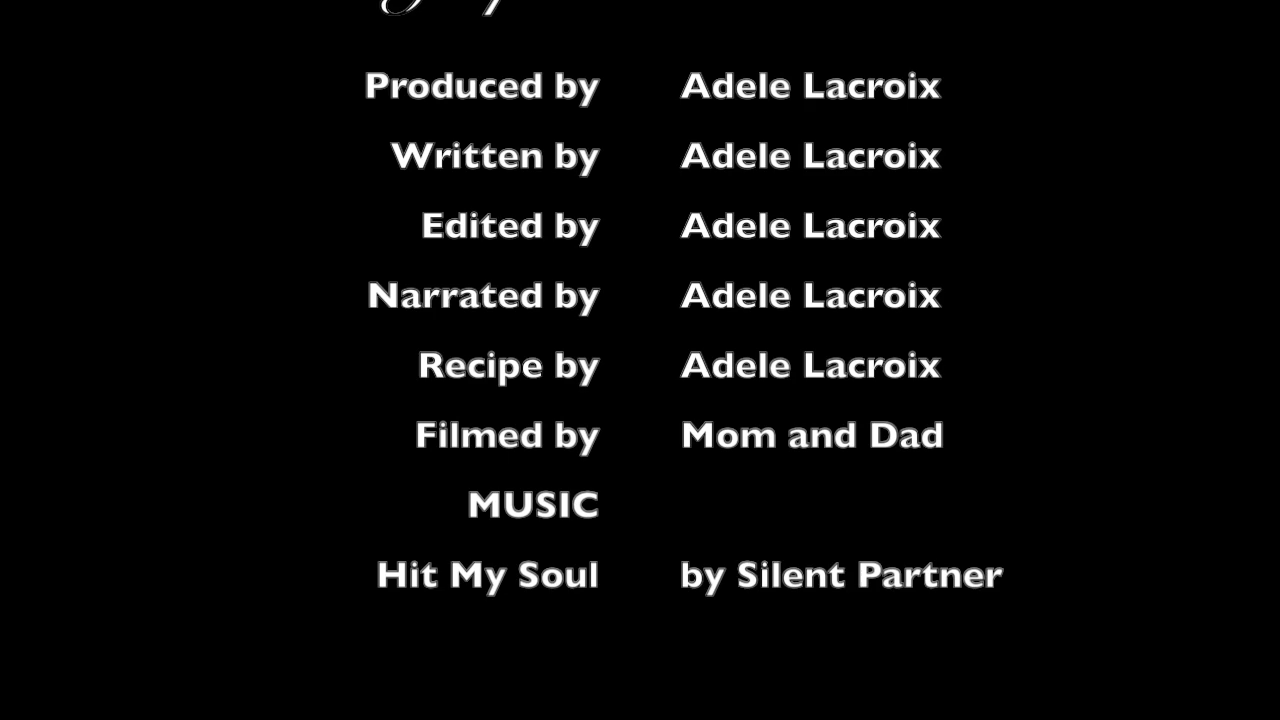 Produced by Adele Lacroix
Written by Adele Lacroix
Edited by Adele Lacroix
Narrated by Adele Lacroix
Recipe by Adele Lacroix
Filmed by Mom and Dad
MUSIC
Hit My Soul by Silent Partner